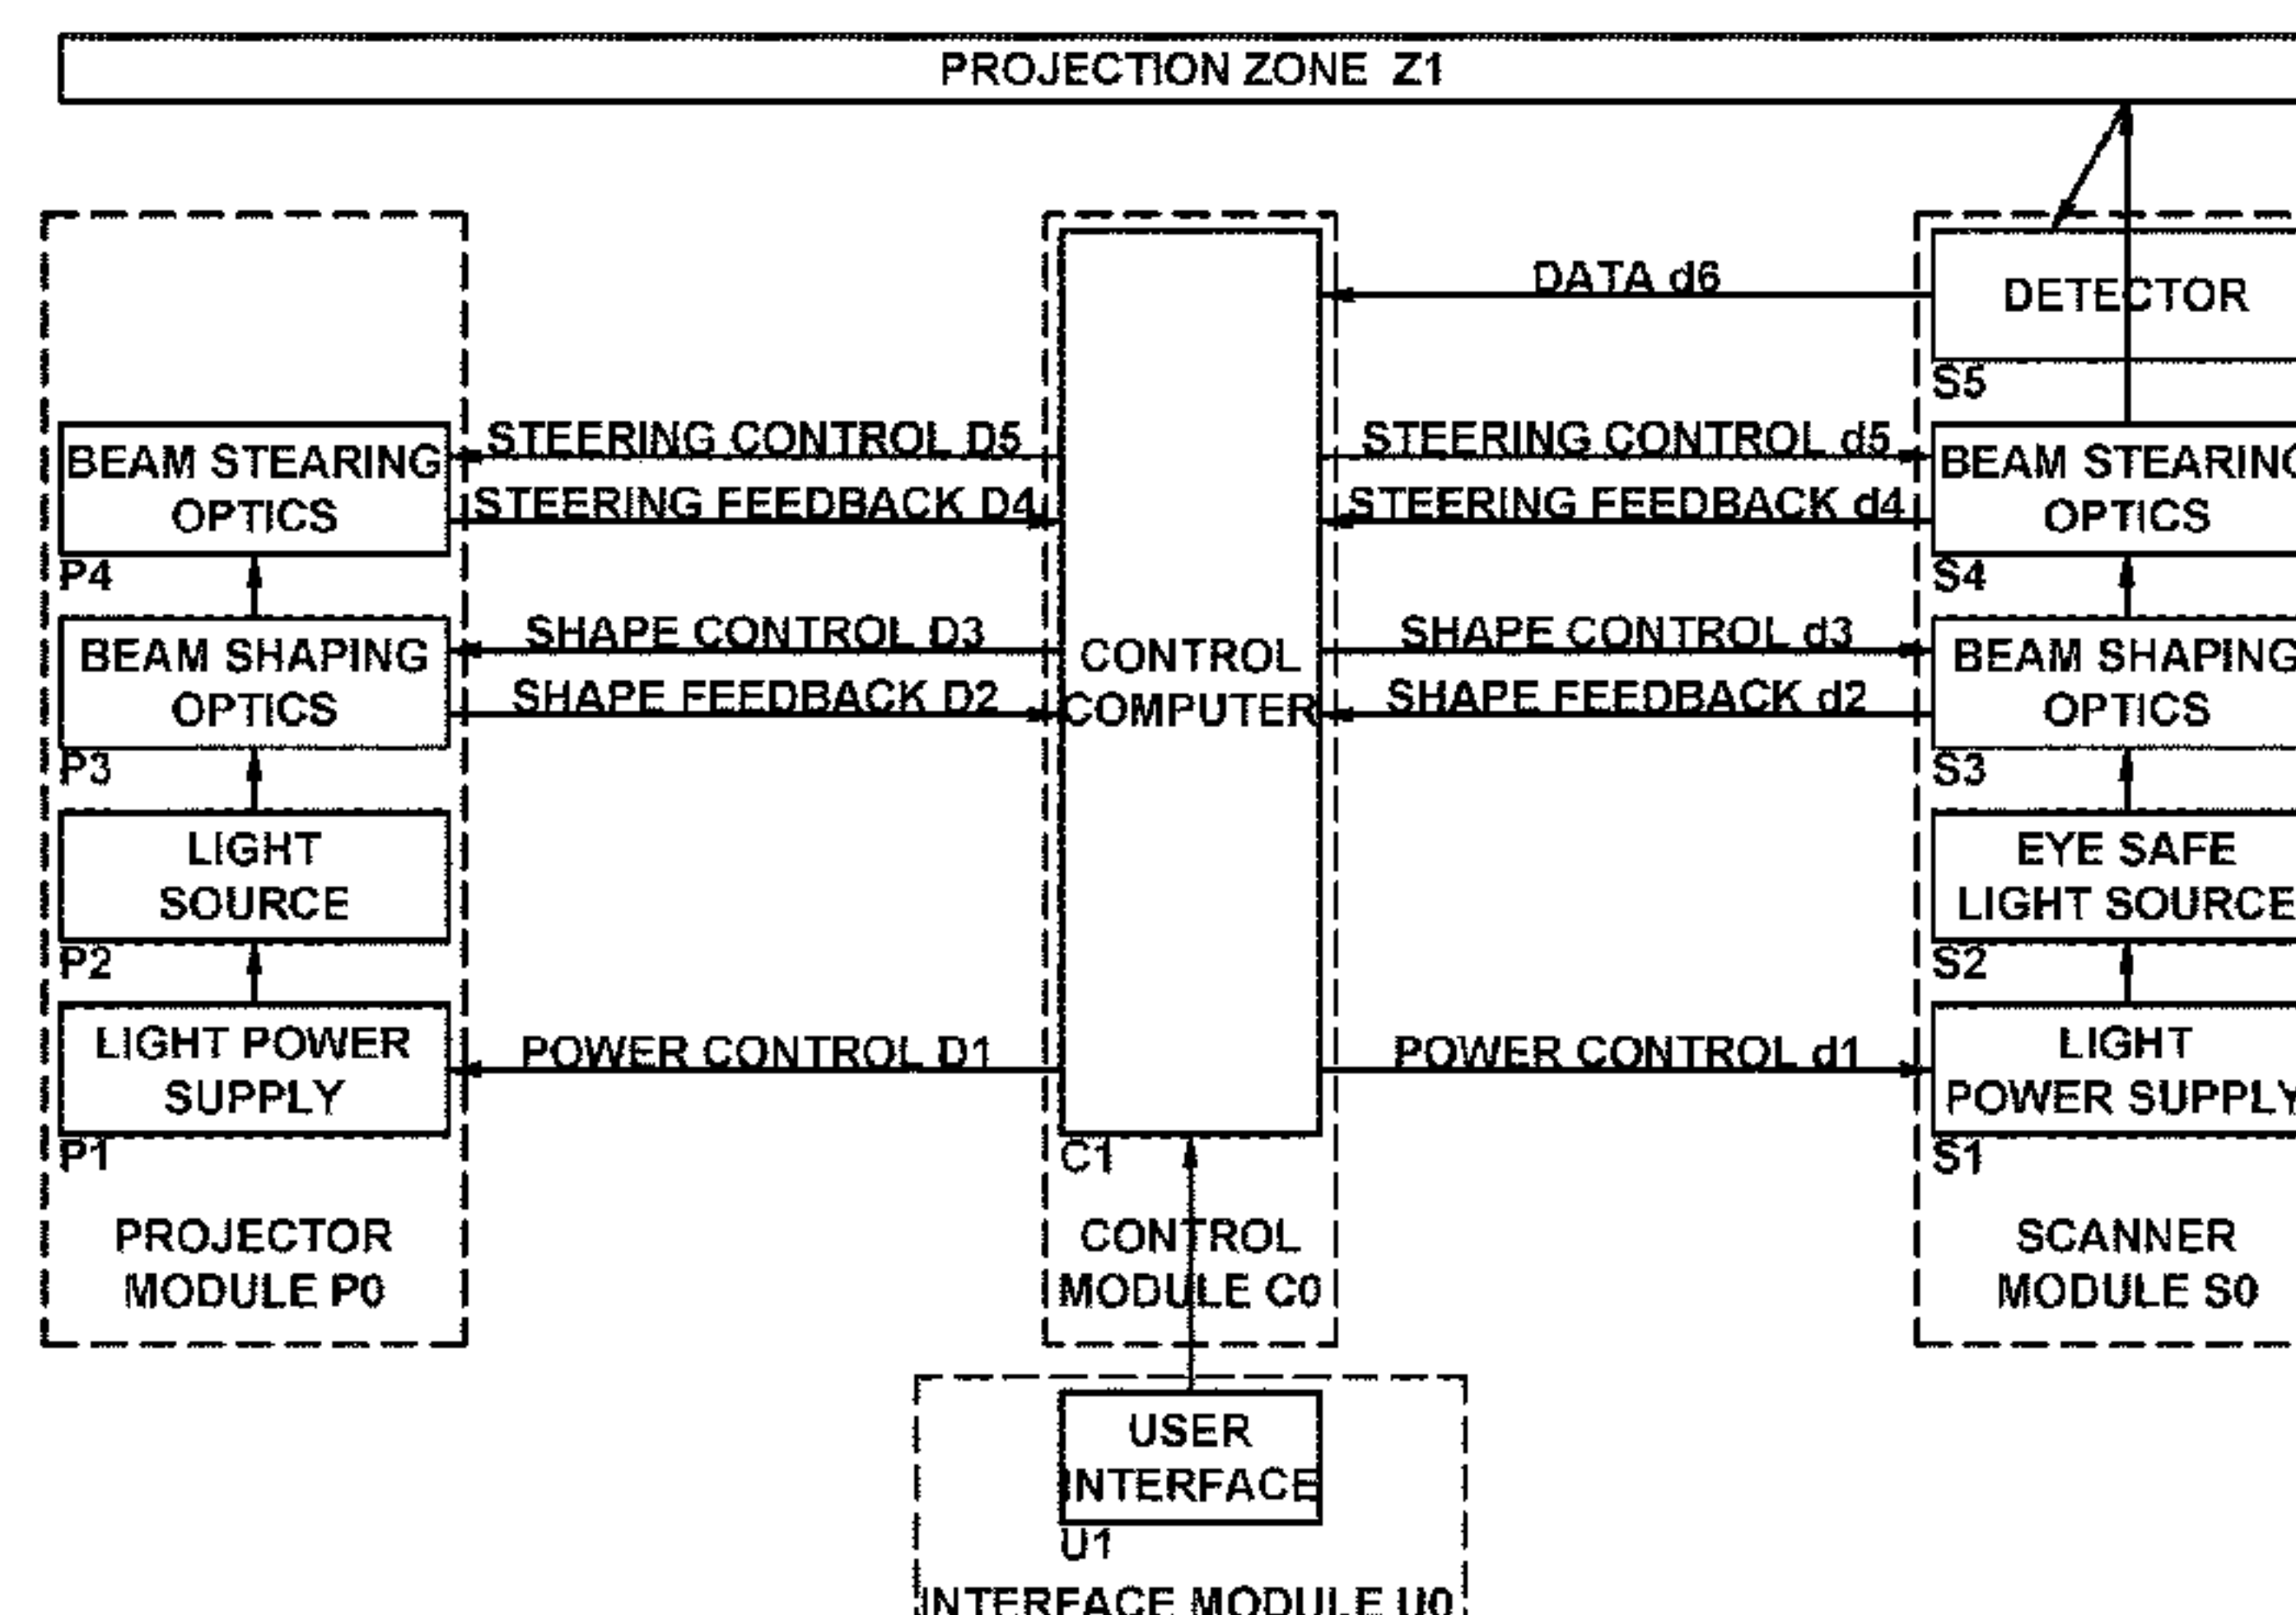 PROJECTION ZONE Z1
DATA d6
DETECTOR
S5
BEAM STEARING
OPTICS
P4
STEERING CONTROL D5
STEERING FEEDBACK D4
STEERING CONTROL d5
STEERING FEEDBACK d4
BEAM STEARING
OPTICS
S4
BEAM SHAPING
OPTICS
P3
SHAPE CONTROL D3
SHAPE FEEDBACK D2
CONTROL
COMPUTER
SHAPE CONTROL d3
SHAPE FEEDBACK d2
BEAM SHAPING
OPTICS
S3
LIGHT
SOURCE
P2
EYE SAFE
LIGHT SOURCE
S2
LIGHT POWER
SUPPLY
P1
POWER CONTROL D1
C1
POWER CONTROL d1
LIGHT
POWER SUPPLY
S1
PROJECTOR
MODULE P0
CONTROL
MODULE C0
SCANNER
MODULE S0
USER
INTERFACE
U1
INTERFACE MODULE U0